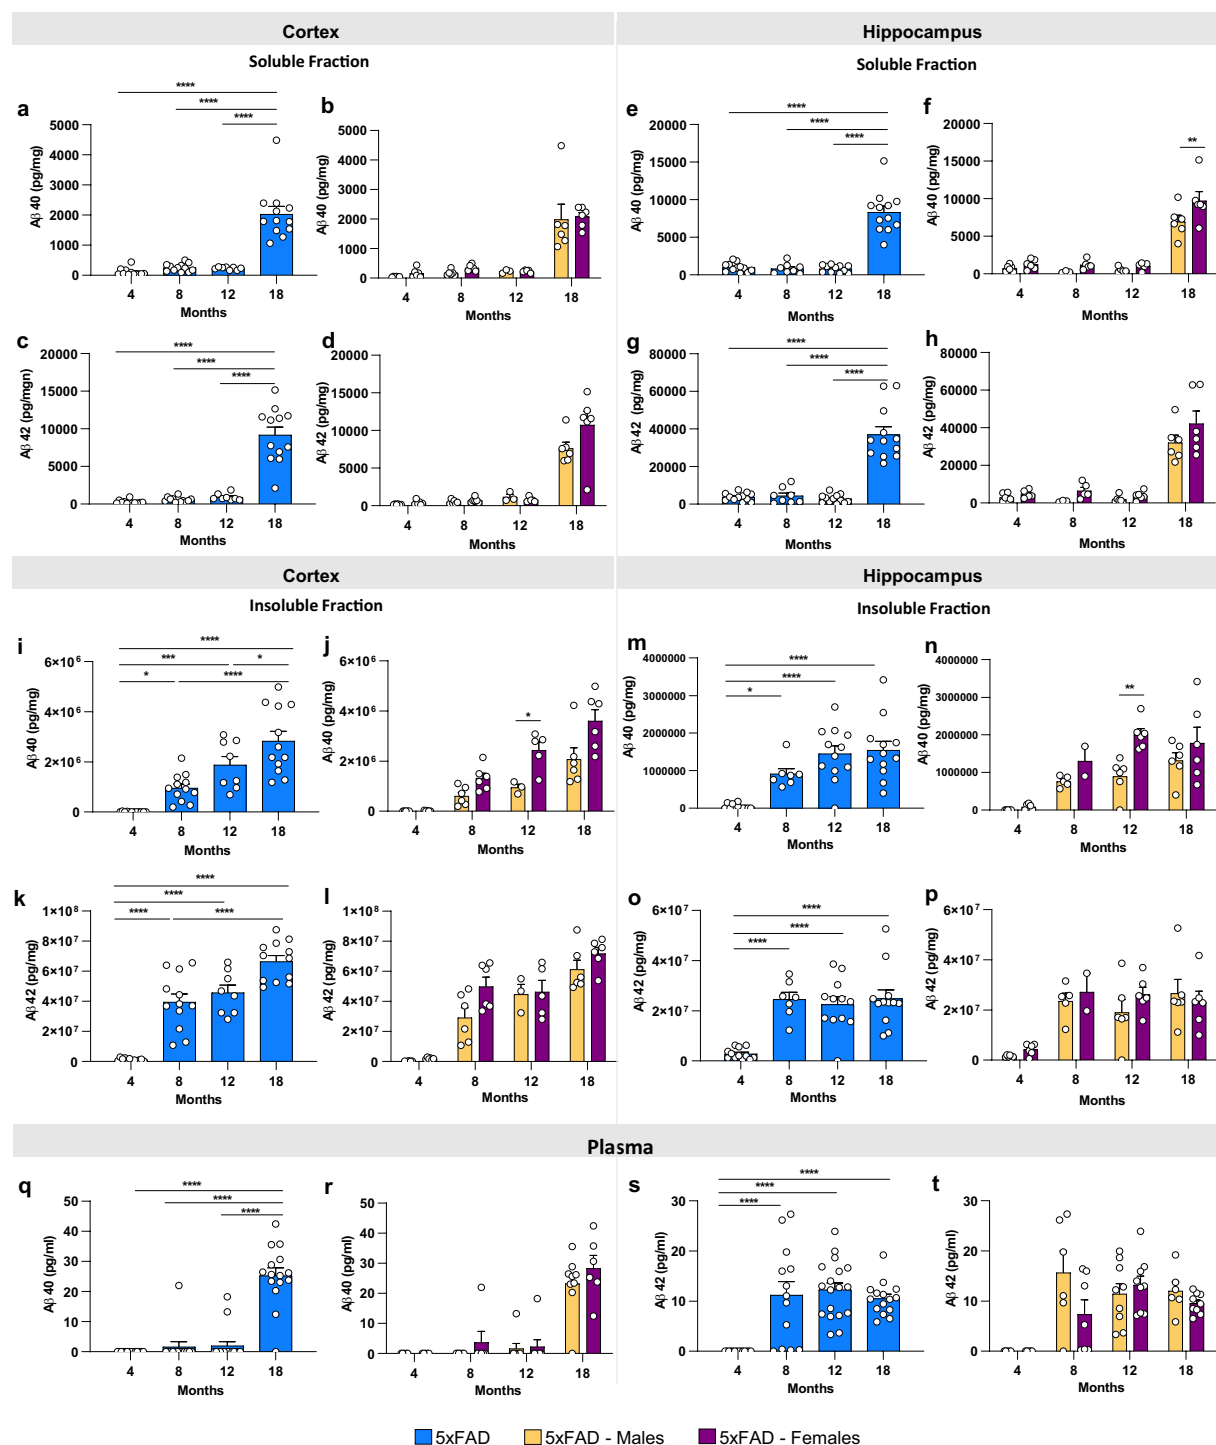 Cortex
Hippocampus
Soluble Fraction
Soluble Fraction
a
****
****
****
Aβ 40 (pg/mg)
5000
4000
3000
2000
1000
0
4 8 12 18
Months
b
Aβ 40 (pg/mg)
5000
4000
3000
2000
1000
0
4 8 12 18
Months
e
****
****
****
Aβ 40 (pg/mg)
20000
15000
10000
5000
0
4 8 12 18
Months
f
**
Aβ 40 (pg/mg)
20000
15000
10000
5000
0
4 8 12 18
Months
c
****
****
****
Aβ 42 (pg/mgn)
20000
15000
10000
5000
0
4 8 12 18
Months
d
Aβ 42 (pg/mg)
20000
15000
10000
5000
0
4 8 12 18
Months
g
****
****
****
Aβ 42 (pg/mg)
80000
60000
40000
20000
0
4 8 12 18
Months
h
Aβ 42 (pg/mg)
80000
60000
40000
20000
0
4 8 12 18
Months
Cortex
Hippocampus
Insoluble Fraction
Insoluble Fraction
i
****
*** *
* ****
Aβ 40 (pg/mg)
6×10⁶
4×10⁶
2×10⁶
0
4 8 12 18
Months
j
*
Aβ 40 (pg/mg)
6×10⁶
4×10⁶
2×10⁶
0
4 8 12 18
Months
m
****
****
*
Aβ 40 (pg/mg)
4000000
3000000
2000000
1000000
0
4 8 12 18
Months
n
**
Aβ 40 (pg/mg)
4000000
3000000
2000000
1000000
0
4 8 12 18
Months
k
****
****
**** ****
Aβ 42 (pg/mg)
1×10⁸
8×10⁷
6×10⁷
4×10⁷
2×10⁷
0
4 8 12 18
Months
l
Aβ 42 (pg/mg)
1×10⁸
8×10⁷
6×10⁷
4×10⁷
2×10⁷
0
4 8 12 18
Months
o
****
****
****
Aβ 42 (pg/mg)
6×10⁷
4×10⁷
2×10⁷
0
4 8 12 18
Months
p
Aβ 42 (pg/mg)
6×10⁷
4×10⁷
2×10⁷
0
4 8 12 18
Months
Plasma
q
****
****
****
Aβ 40 (pg/ml)
50
40
30
20
10
0
4 8 12 18
Months
r
Aβ 40 (pg/ml)
50
40
30
20
10
0
4 8 12 18
Months
s
****
****
****
Aβ 42 (pg/ml)
30
20
10
0
4 8 12 18
Months
t
Aβ 42 (pg/ml)
30
20
10
0
4 8 12 18
Months
5xFAD 5xFAD - Males 5xFAD - Females